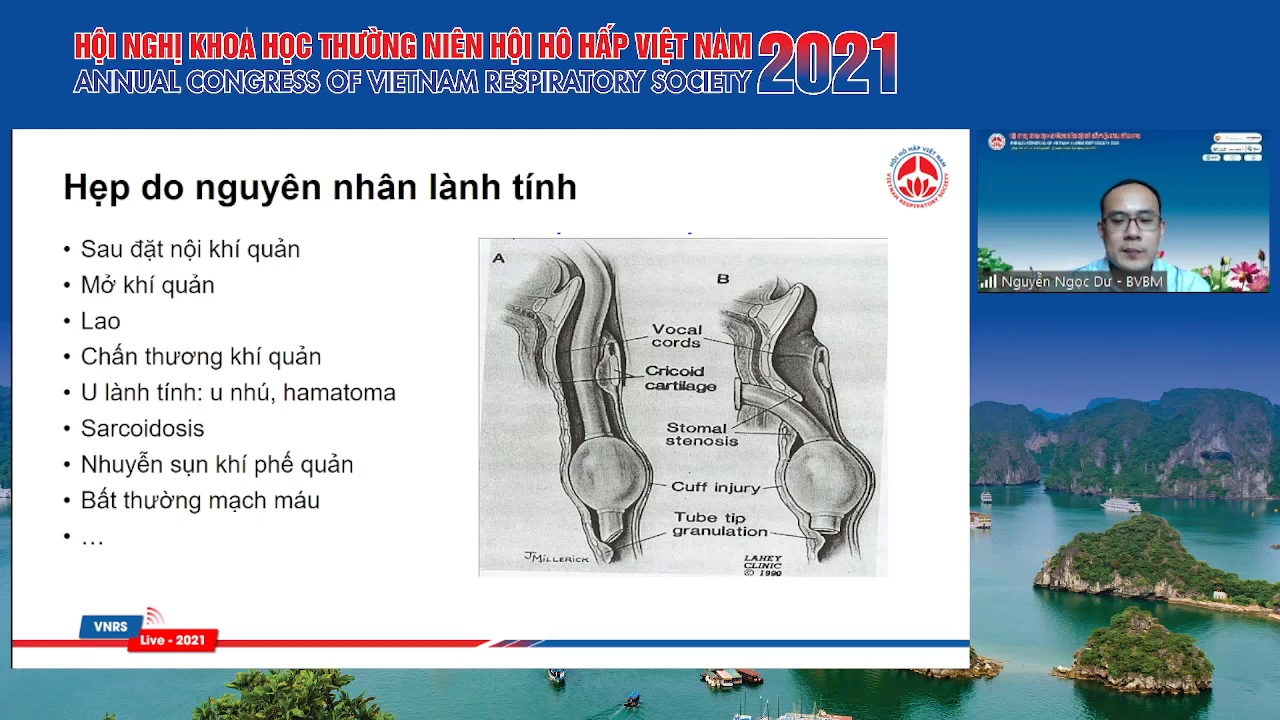 HỘI NGHỊ KHOA HỌC THƯỜNG NIÊN HỘI HÔ HẤP VIỆT NAM 2021
ANNUAL CONGRESS OF VIETNAM RESPIRATORY SOCIETY
Hẹp do nguyên nhân lành tính
• Sau đặt nội khí quản
• Mở khí quản
• Lao
• Chấn thương khí quản
• U lành tính: u nhú, hamatoma
• Sarcoidosis
• Nhuyễn sụn khí phế quản
• Bất thường mạch máu
• …
A
B
Vocal
cords
Cricoid
cartilage
Stomal
stenosis
Cuff injury
Tube tip
granulation
J MILLERICK
LAHEY
CLINIC
© 1990
HỘI HÔ HẤP VIỆT NAM
VIETNAM RESPIRATORY SOCIETY
Nguyễn Ngọc Dư - BVBM
VNRS
Live - 2021